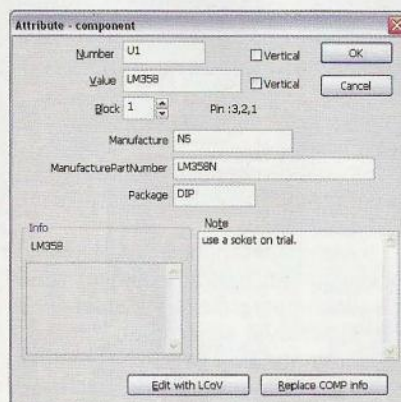 Attribute - component
Number U1 Vertical OK
Value LM358 Vertical Cancel
Block 1 Pin :3,2,1
Manufacture NS
ManufacturePartNumber LM358N
Package DIP
Info
LM358
Note
use a soket on trial.
Edit with LCoV Replace COMP info